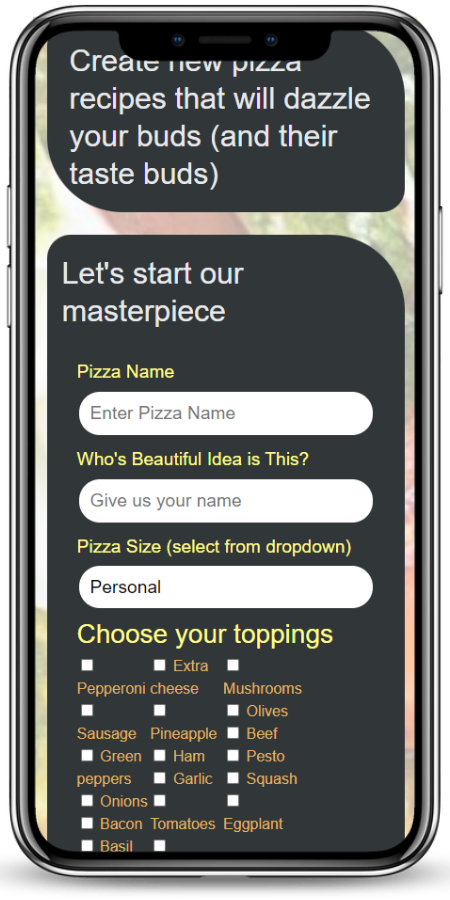 Create new pizza
recipes that will dazzle
your buds (and their
taste buds)
Let's start our
masterpiece
Pizza Name
Enter Pizza Name
Who's Beautiful Idea is This?
Give us your name
Pizza Size (select from dropdown)
Personal
Choose your toppings
Pepperoni
Sausage
Green
peppers
Onions
Bacon
Basil
Extra
cheese
Pineapple
Ham
Garlic
Tomatoes
Mushrooms
Olives
Beef
Pesto
Squash
Eggplant